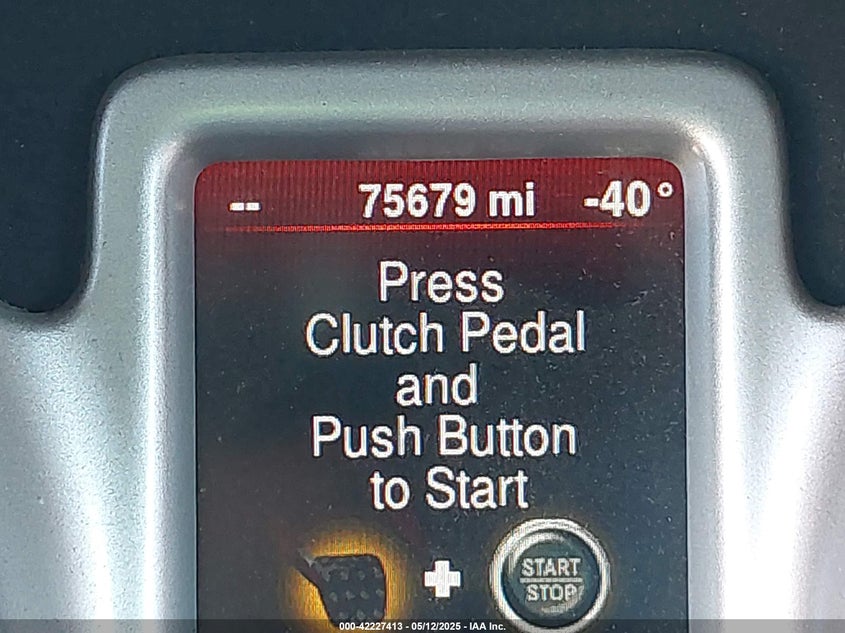 -- 75679 mi -40°
Press
Clutch Pedal
and
Push Button
to Start
START
STOP
000-42227413 - 05/12/2025 - IAA Inc.